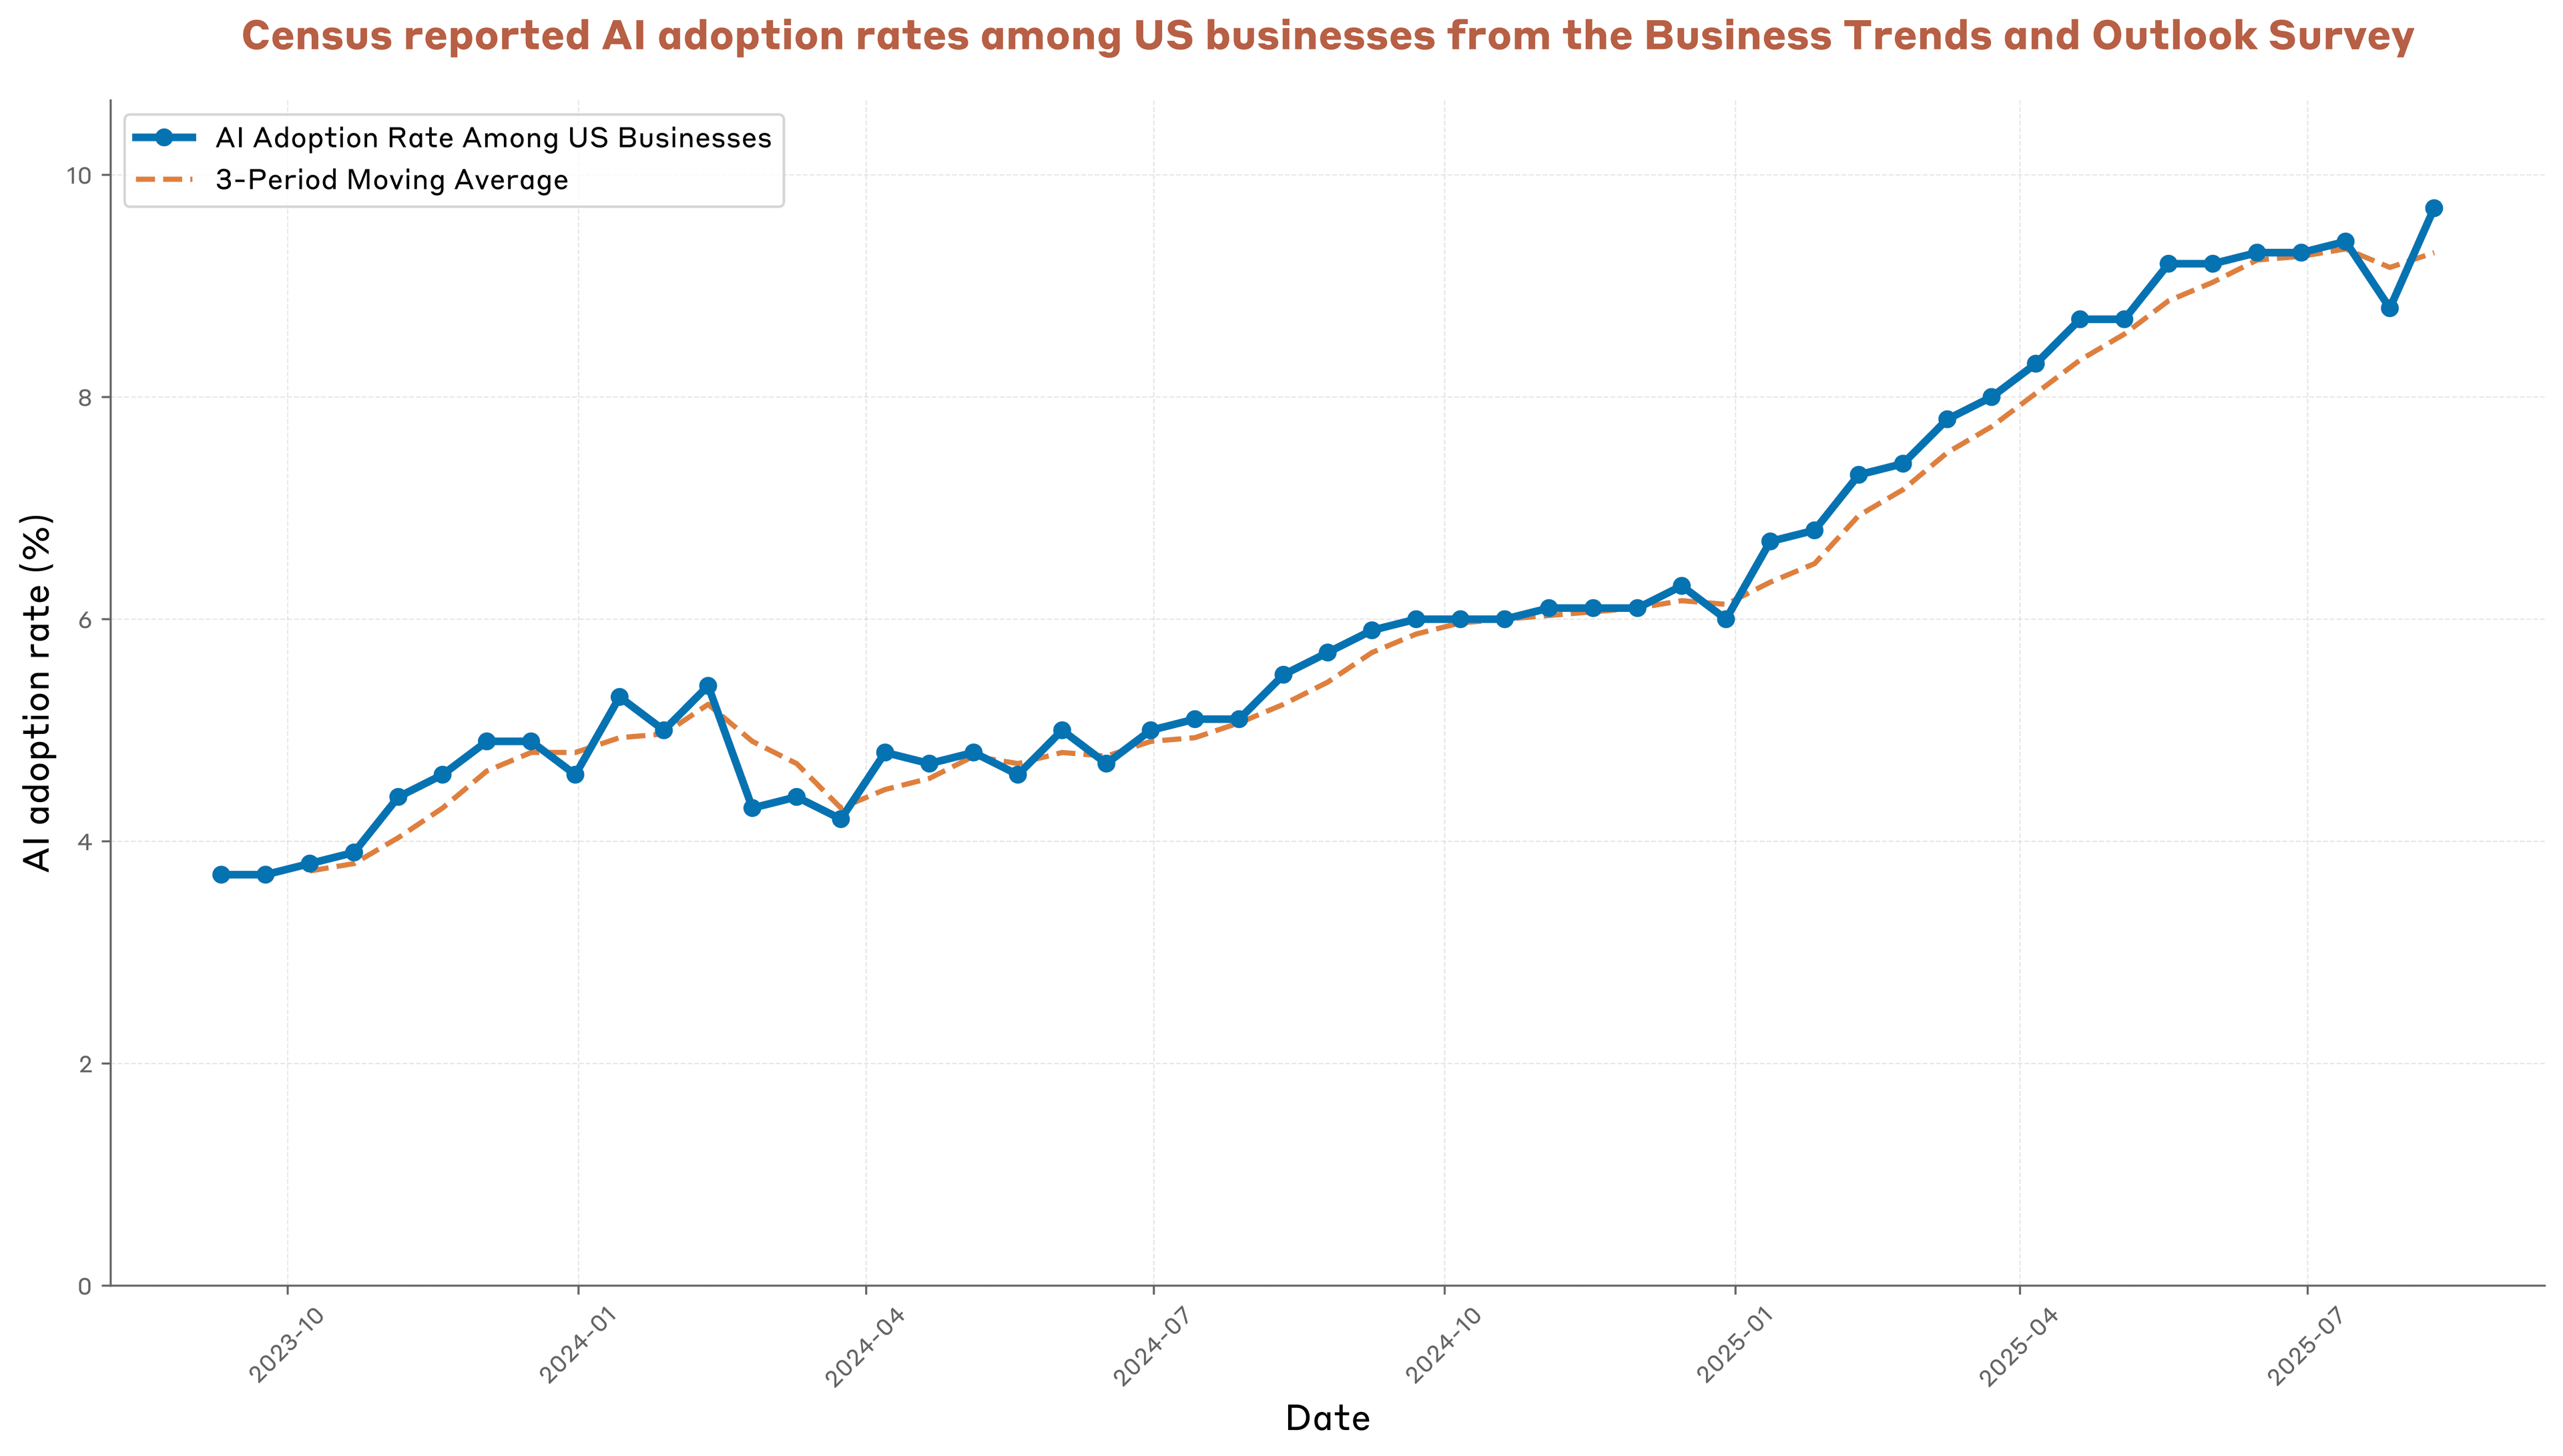 Census reported AI adoption rates among US businesses from the Business Trends and Outlook Survey
AI Adoption Rate Among US Businesses
3-Period Moving Average
AI adoption rate (%)
10
8
6
4
2
0
2023-10
2024-01
2024-04
2024-07
2024-10
2025-01
2025-04
2025-07
Date